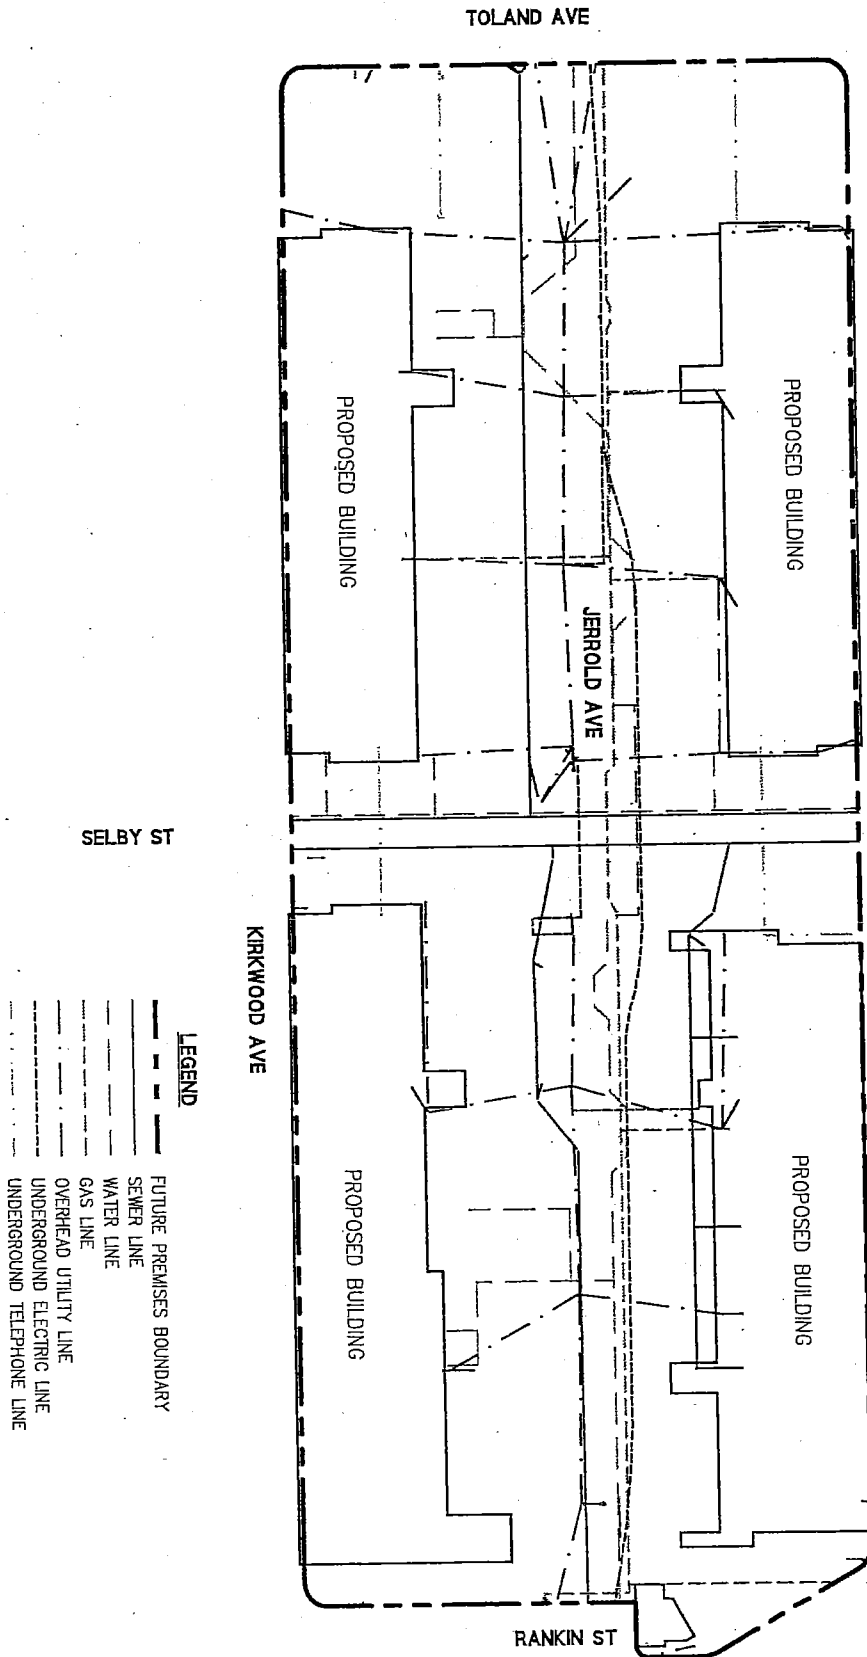 TOLAND AVE
PROPOSED BUILDING
PROPOSED BUILDING
JERROLD AVE
SELBY ST
KIRKWOOD AVE
PROPOSED BUILDING
PROPOSED BUILDING
RANKIN ST
LEGEND
FUTURE PREMISES BOUNDARY
SEWER LINE
WATER LINE
GAS LINE
OVERHEAD UTILITY LINE
UNDERGROUND ELECTRIC LINE
UNDERGROUND TELEPHONE LINE